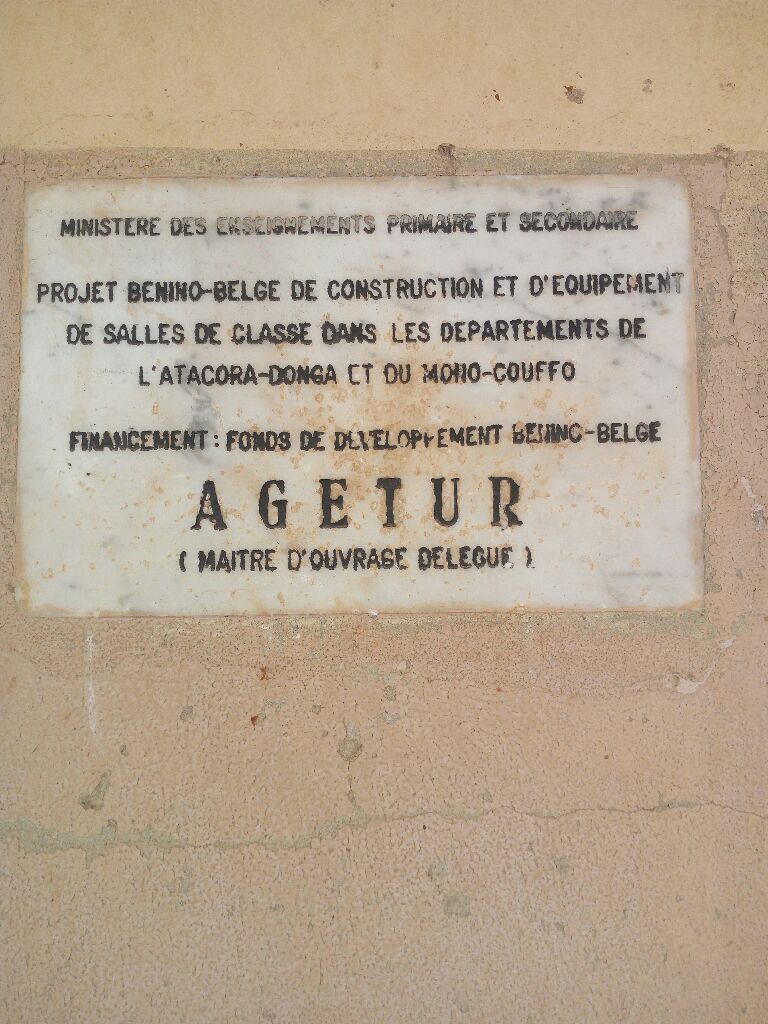 MINISTERE DES ENSEIGNEMENTS PRIMAIRE ET SECONDAIRE
PROJET BENINO-BELGE DE CONSTRUCTION ET D'EQUIPEMENT
DE SALLES DE CLASSE DANS LES DEPARTEMENTS DE
L'ATACORA-DONGA ET DU MONO-COUFFO
FINANCEMENT : FONDS DE DEVELOPPEMENT BENINO-BELGE
AGETUR
( MAITRE D'OUVRAGE DELEGUE )